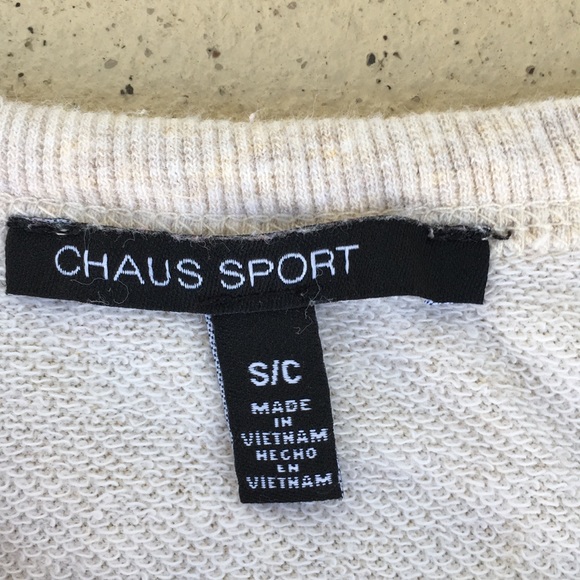 CHAUS SPORT
S/C
MADE
IN
VIETNAM
HECHO
EN
VIETNAM